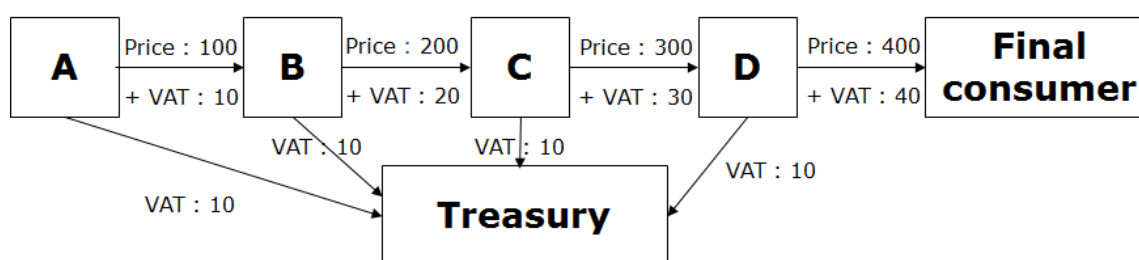 A
Price : 100
+ VAT : 10
B
Price : 200
+ VAT : 20
C
Price : 300
+ VAT : 30
D
Price : 400
+ VAT : 40
Final
consumer
VAT : 10
VAT : 10
VAT : 10
VAT : 10
Treasury